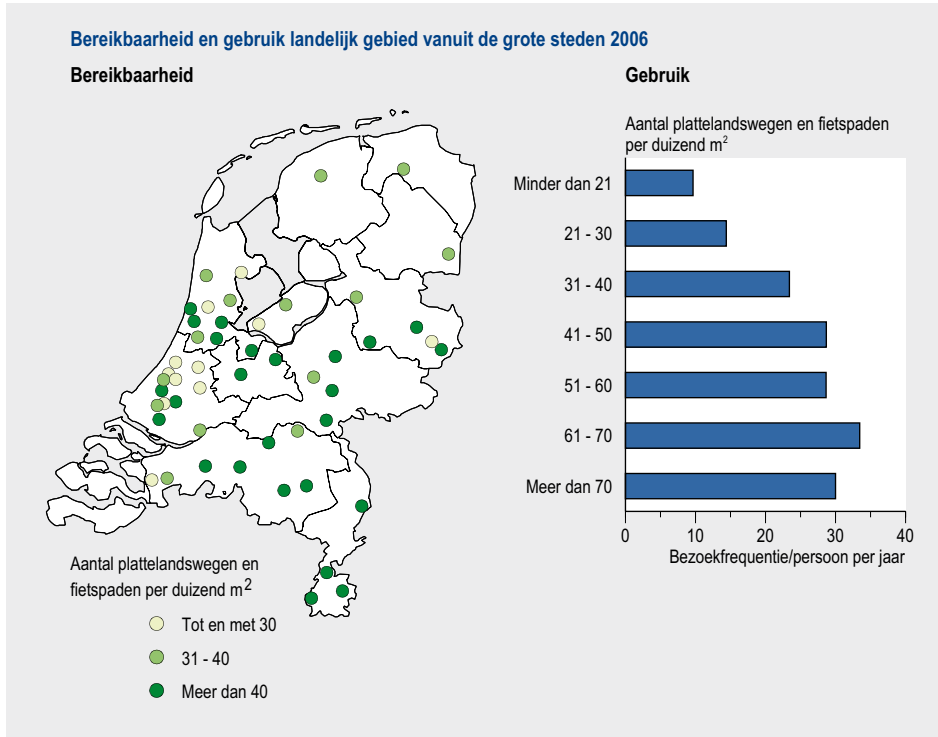 Bereikbaarheid en gebruik landelijk gebied vanuit de grote steden 2006
Bereikbaarheid
Aantal plattelandswegen en
fietspaden per duizend m²
Tot en met 30
31 - 40
Meer dan 40
Gebruik
Aantal plattelandswegen en fietspaden
per duizend m²
Minder dan 21
21 - 30
31 - 40
41 - 50
51 - 60
61 - 70
Meer dan 70
0 10 20 30 40
Bezoekfrequentie/persoon per jaar